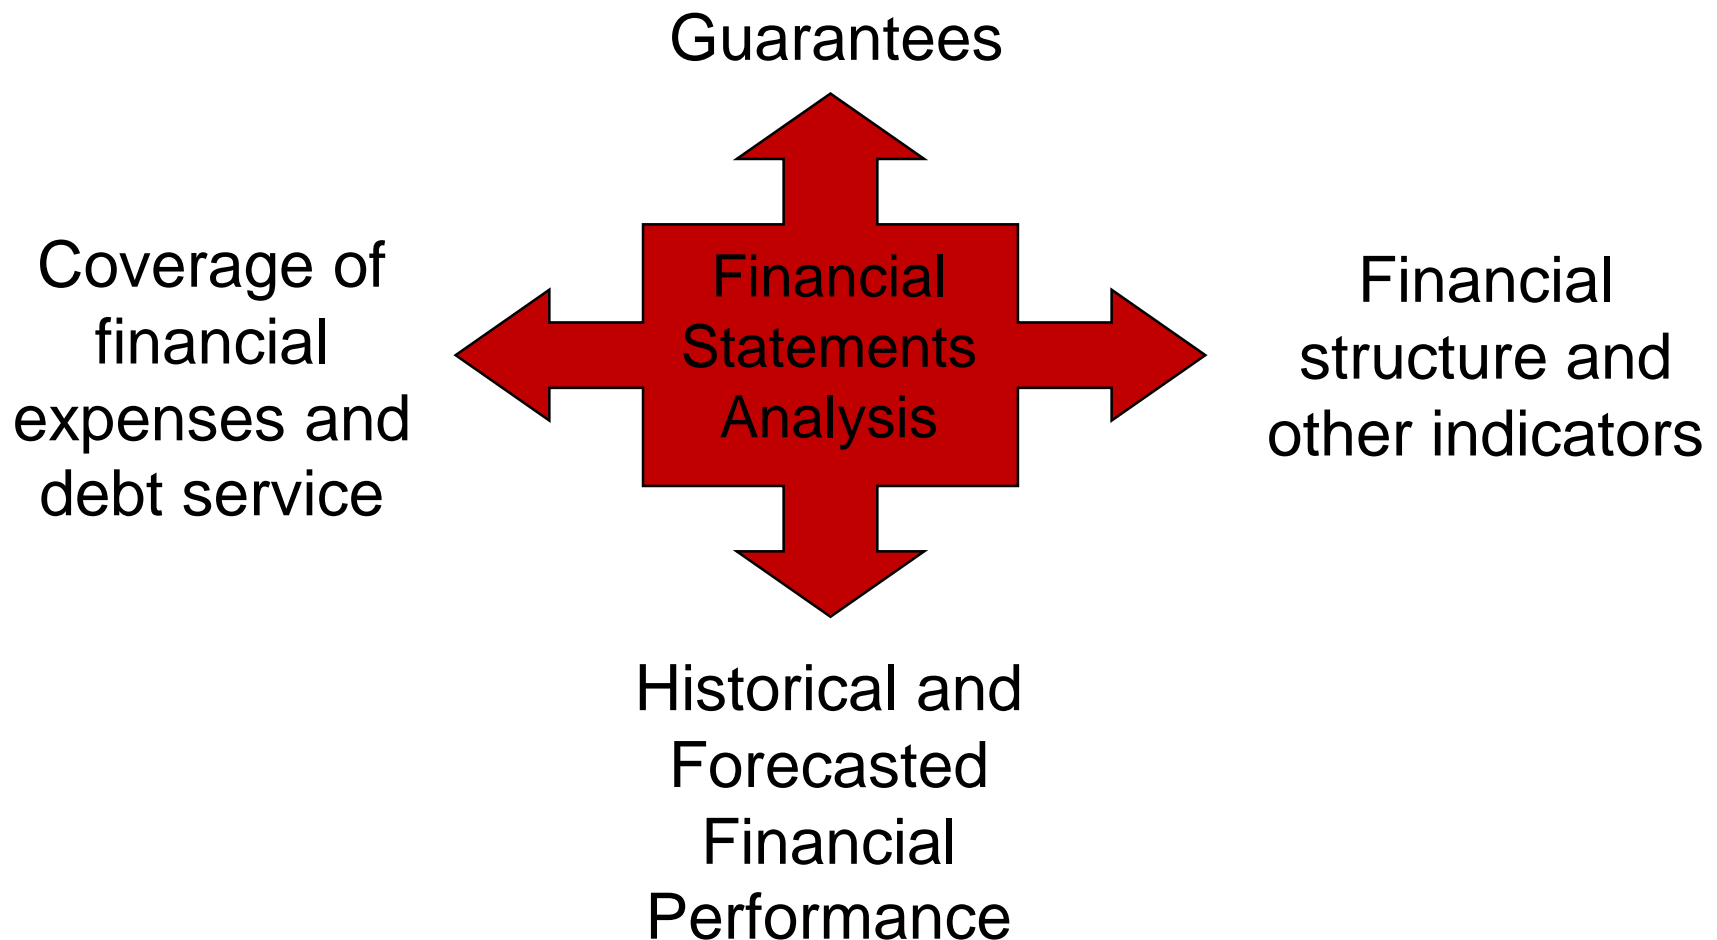 Guarantees
Coverage of
financial
expenses and
debt service
Financial
Statements
Analysis
Financial
structure and
other indicators
Historical and
Forecasted
Financial
Performance